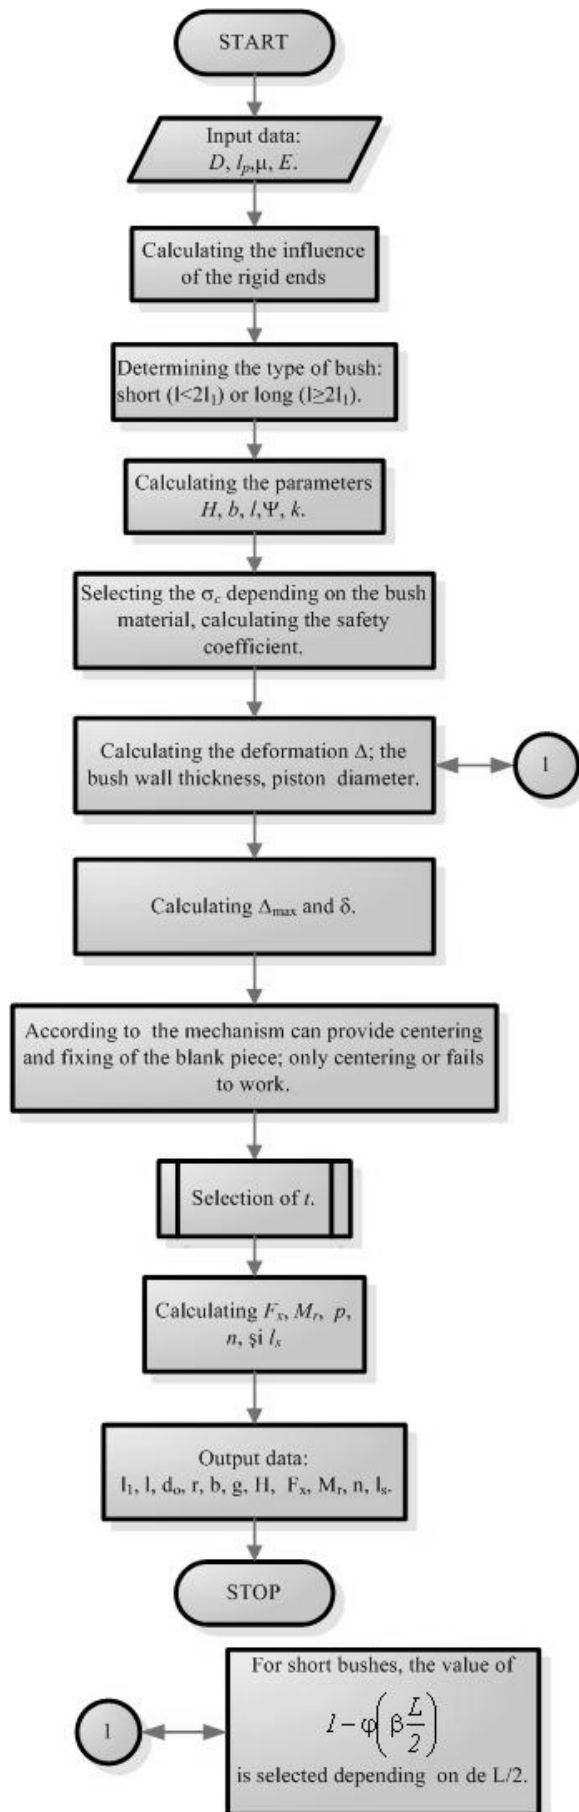 START
Input data:
D, lₚ,μ, E.
Calculating the influence
of the rigid ends
Determining the type of bush:
short (l<2l₁) or long (l≥2l₁).
Calculating the parameters
H, b, l,Ψ, k.
Selecting the σ꜀ depending on the bush
material, calculating the safety
coefficient.
Calculating the deformation Δ; the
bush wall thickness, piston diameter.
1
Calculating Δmax and δ.
According to the mechanism can provide centering
and fixing of the blank piece; only centering or fails
to work.
Selection of t.
Calculating Fₓ, Mᵣ, p,
n, şi lₛ
Output data:
l₁, l, dₒ, r, b, g, H, Fₓ, Mᵣ, n, lₛ.
STOP
For short bushes, the value of
1
l − φ(β L/2)
is selected depending on de L/2.